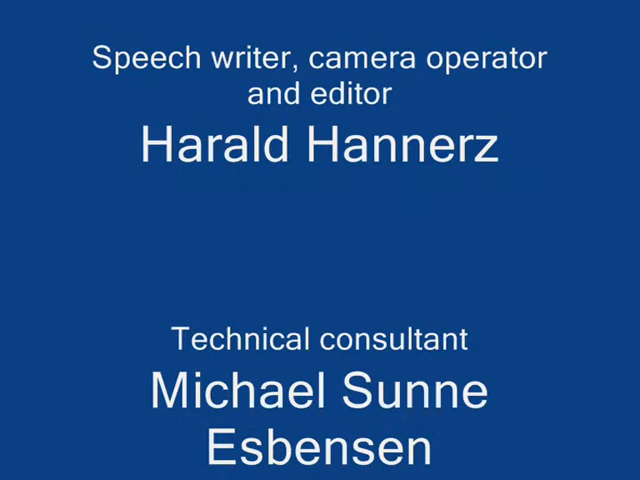 Speech writer, camera operator
and editor
Harald Hannerz
Technical consultant
Michael Sunne
Esbensen